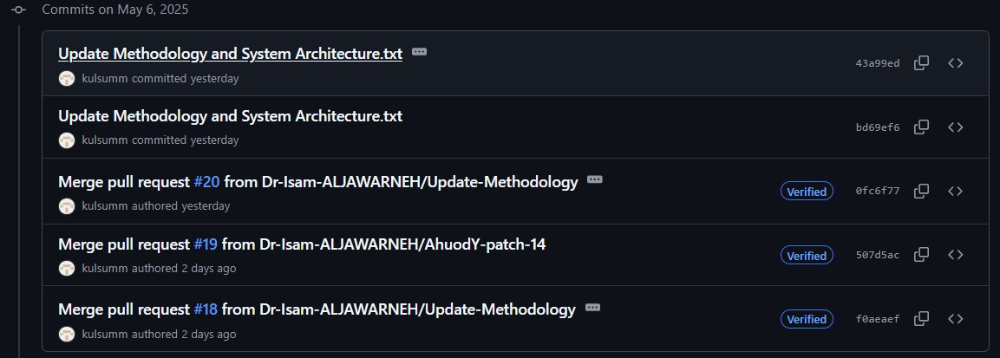 Commits on May 6, 2025
Update Methodology and System Architecture.txt
kulsumm committed yesterday
43a99ed
Update Methodology and System Architecture.txt
kulsumm committed yesterday
bd69ef6
Merge pull request #20 from Dr-Isam-ALJAWARNEH/Update-Methodology
kulsumm authored yesterday
Verified 0fc6f77
Merge pull request #19 from Dr-Isam-ALJAWARNEH/AhuodY-patch-14
kulsumm authored 2 days ago
Verified 507d5ac
Merge pull request #18 from Dr-Isam-ALJAWARNEH/Update-Methodology
kulsumm authored 2 days ago
Verified f0aeaef